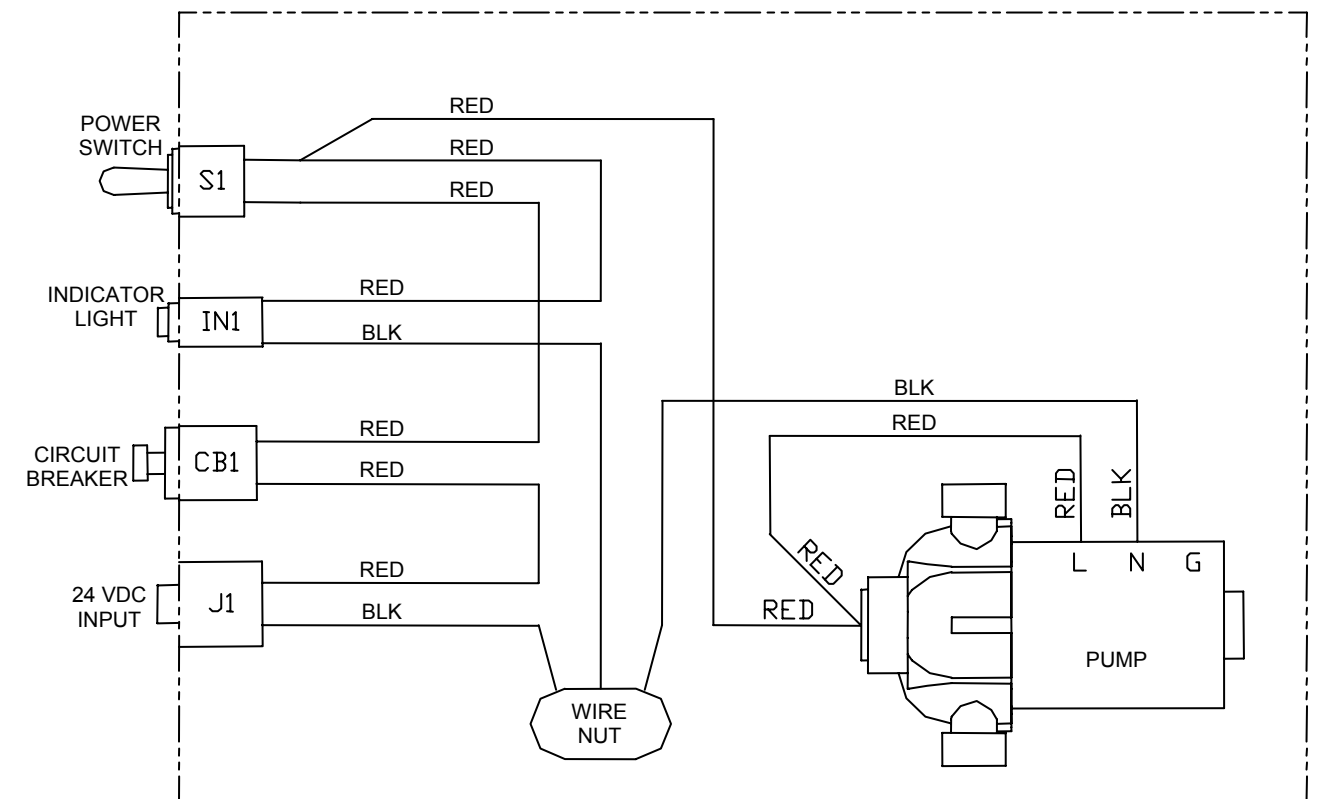 RED
POWER
SWITCH
RED
S1
RED
INDICATOR
LIGHT
RED
IN1
BLK
BLK
RED
CIRCUIT
BREAKER
RED
CB1
RED
RED
BLK
RED
L
N
G
24 VDC
INPUT
RED
J1
BLK
RED
PUMP
WIRE
NUT